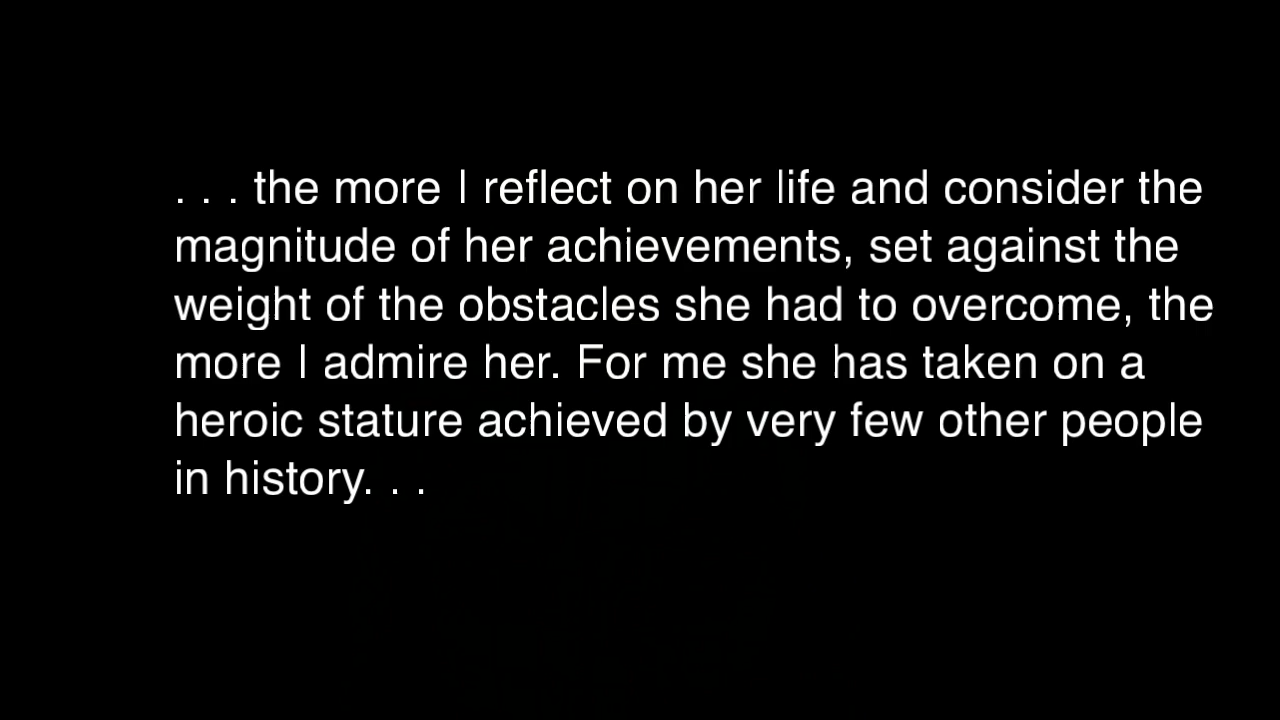 . . . the more I reflect on her life and consider the
magnitude of her achievements, set against the
weight of the obstacles she had to overcome, the
more I admire her. For me she has taken on a
heroic stature achieved by very few other people
in history. . .